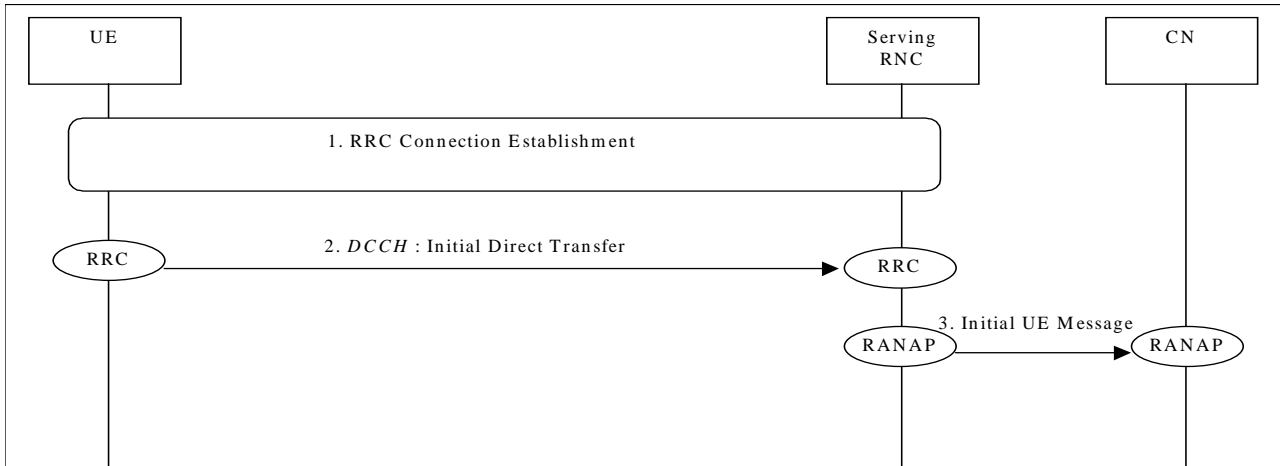 UE
Serving
RNC
CN
1. RRC Connection Establishment
2. DCCH : Initial Direct Transfer
RRC
RRC
3. Initial UE Message
RANAP
RANAP